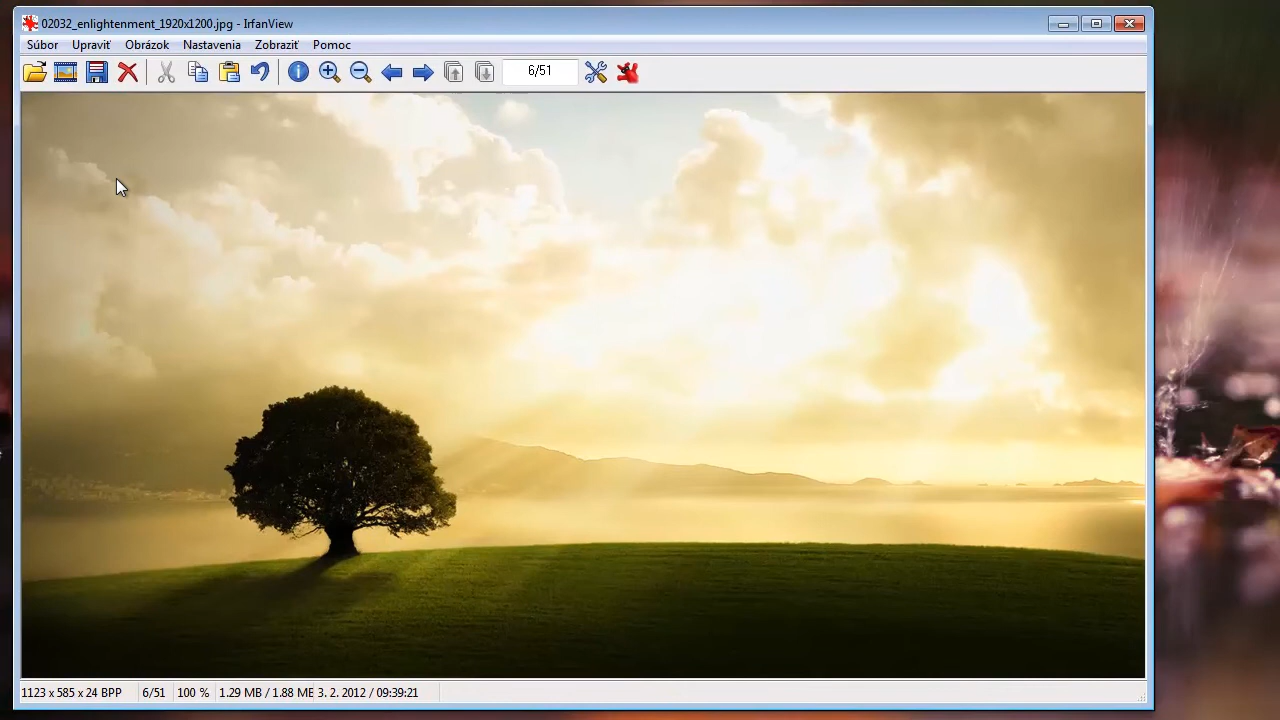 02032_enlightenment_1920x1200.jpg - IrfanView
Súbor Upraviť Obrázok Nastavenia Zobraziť Pomoc
6/51
1123 x 585 x 24 BPP 6/51 100 % 1.29 MB / 1.88 ME 3. 2. 2012 / 09:39:21